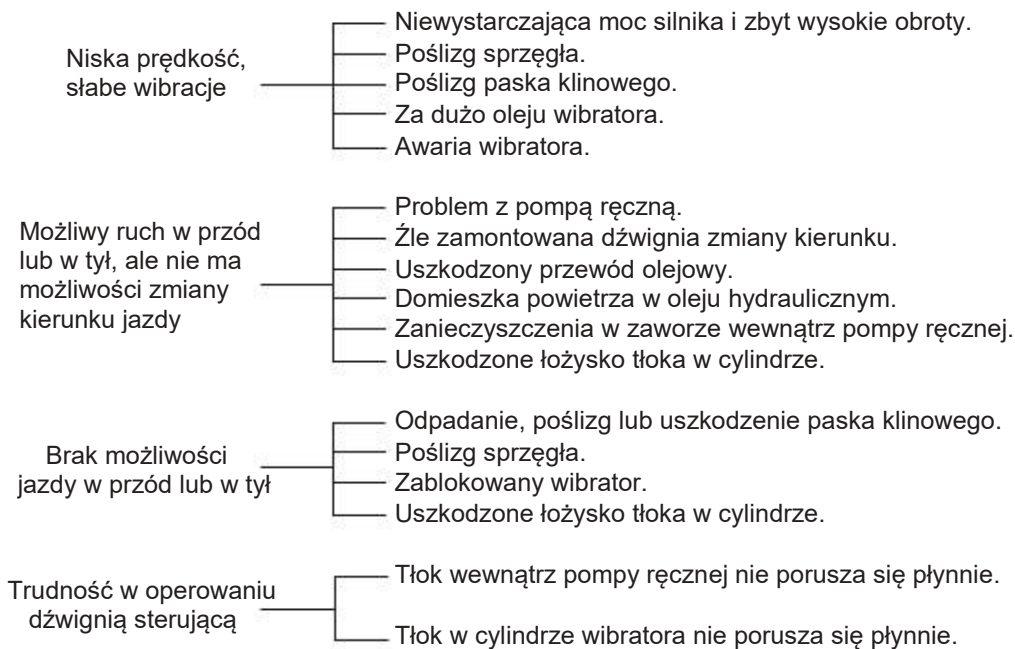 Niska prędkość,
słabe wibracje
Niewystarczająca moc silnika i zbyt wysokie obroty.
Poślizg sprzęgła.
Poślizg paska klinowego.
Za dużo oleju wibratora.
Awaria wibratora.
Możliwy ruch w przód
lub w tył, ale nie ma
możliwości zmiany
kierunku jazdy
Problem z pompą ręczną.
Źle zamontowana dźwignia zmiany kierunku.
Uszkodzony przewód olejowy.
Domieszka powietrza w oleju hydraulicznym.
Zanieczyszczenia w zaworze wewnątrz pompy ręcznej.
Uszkodzone łożysko tłoka w cylindrze.
Brak możliwości
jazdy w przód lub w tył
Odpadanie, poślizg lub uszkodzenie paska klinowego.
Poślizg sprzęgła.
Zablokowany wibrator.
Uszkodzone łożysko tłoka w cylindrze.
Trudność w operowaniu
dźwignią sterującą
Tłok wewnątrz pompy ręcznej nie porusza się płynnie.
Tłok w cylindrze wibratora nie porusza się płynnie.